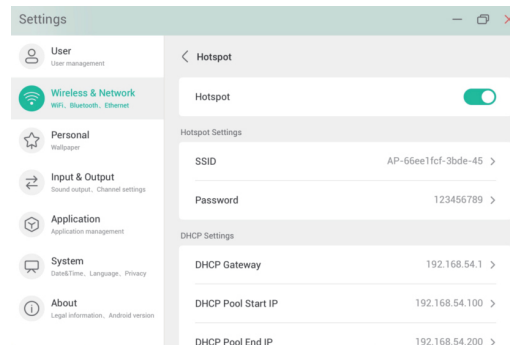 Settings
User
User management
Wireless & Network
WiFi、Bluetooth、Ethernet
Personal
Wallpaper
Input & Output
Sound output、Channel settings
Application
Application management
System
Date&Time、Language、Privacy
About
Legal information、Android version
Hotspot
Hotspot
Hotspot Settings
SSID AP-66ee1fcf-3bde-45
Password 123456789
DHCP Settings
DHCP Gateway 192.168.54.1
DHCP Pool Start IP 192.168.54.100
DHCP Pool End IP 192.168.54.200